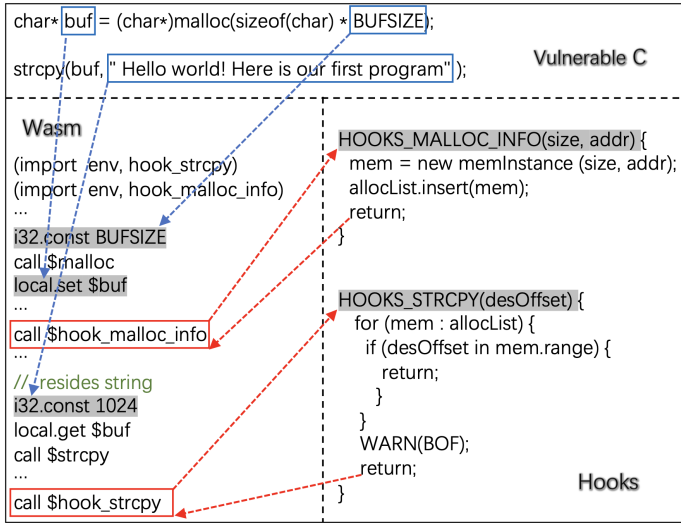 char* buf = (char*)malloc(sizeof(char) * BUFSIZE);
strcpy(buf, " Hello world! Here is our first program" );
Vulnerable C
Wasm
(import env, hook_strcpy)
(import env, hook_malloc_info)
...
i32.const BUFSIZE
call $malloc
local.set $buf
...
call $hook_malloc_info
...
// resides string
i32.const 1024
local.get $buf
call $strcpy
...
call $hook_strcpy
HOOKS_MALLOC_INFO(size, addr) {
mem = new memInstance (size, addr);
allocList.insert(mem);
return;
}
HOOKS_STRCPY(desOffset) {
for (mem : allocList) {
if (desOffset in mem.range) {
return;
}
}
WARN(BOF);
return;
}
Hooks